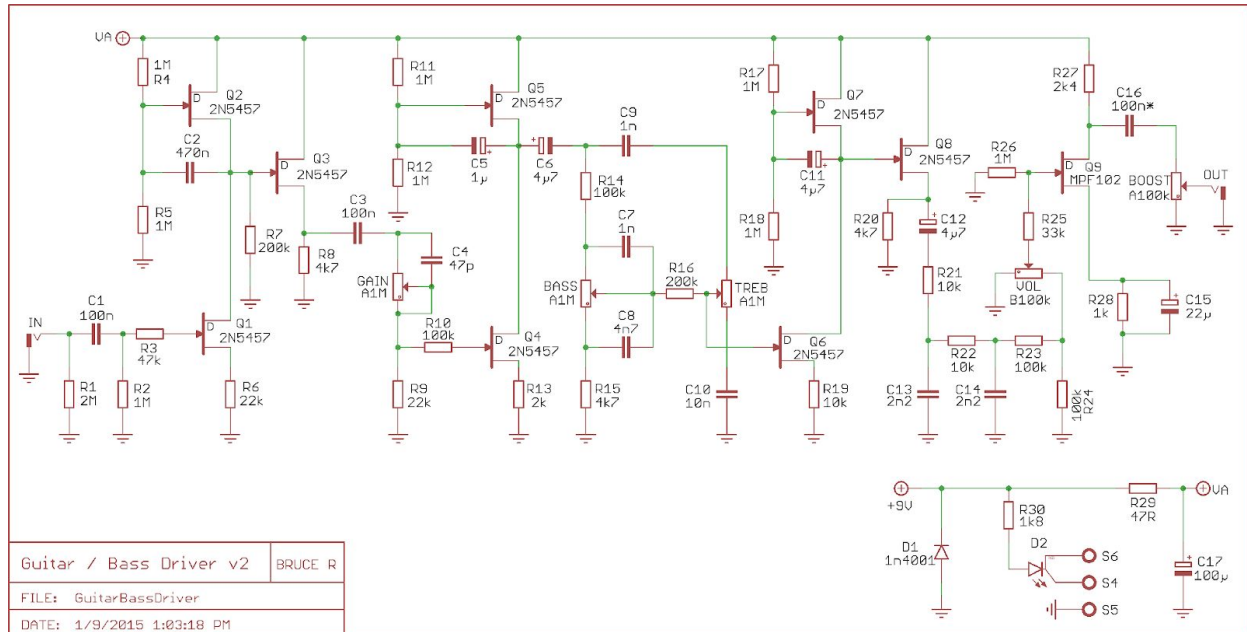 VA
1M
R4
D
Q2
2N5457
C2
470n
D
Q3
2N5457
R5
1M
R7
200k
R8
4k7
C3
100n
GAIN
A1M
C4
47p
IN
C1
100n
R3
47k
D
Q1
2N5457
R1
2M
R2
1M
R6
22k
R11
1M
D
Q5
2N5457
R12
1M
C5
1µ
C6
4µ7
C9
1n
R14
100k
C7
1n
BASS
A1M
R16
200k
TREB
A1M
C8
4n7
R10
100k
D
Q4
2N5457
R9
22k
R13
2k
R15
4k7
C10
10n
R17
1M
D
Q7
2N5457
C11
4µ7
R18
1M
D
Q8
2N5457
R20
4k7
C12
4µ7
R21
10k
D
Q6
2N5457
R19
10k
R22
10k
R23
100k
C13
2n2
C14
2n2
100k
R24
R26
1M
R25
33k
VOL
B100k
R27
2k4
C16
100n*
D
Q9
MPF102
BOOST
A100k
OUT
R28
1k
C15
22µ
+9V
R29
47R
VA
R30
1k8
D1
1n4001
D2
S6
S4
S5
C17
100µ
Guitar / Bass Driver v2
BRUCE R
FILE: GuitarBassDriver
DATE: 1/9/2015 1:03:18 PM